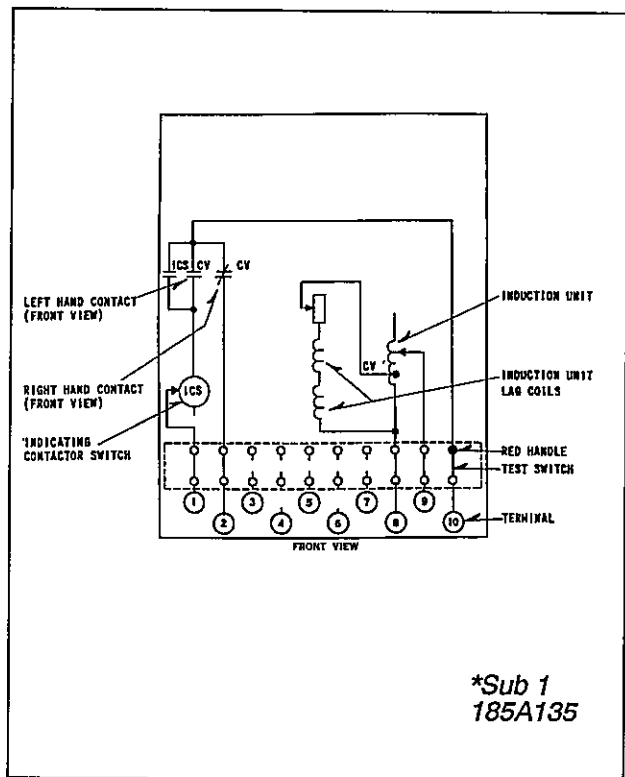 ICS CV
CV
LEFT HAND CONTACT
(FRONT VIEW)
INDUCTION UNIT
CV
INDUCTION UNIT
LAG COILS
RIGHT HAND CONTACT
(FRONT VIEW)
ICS
INDICATING
CONTACTOR SWITCH
RED HANDLE
TEST SWITCH
1
3
5
7
9
2
4
6
8
10
TERMINAL
FRONT VIEW
*Sub 1
185A135